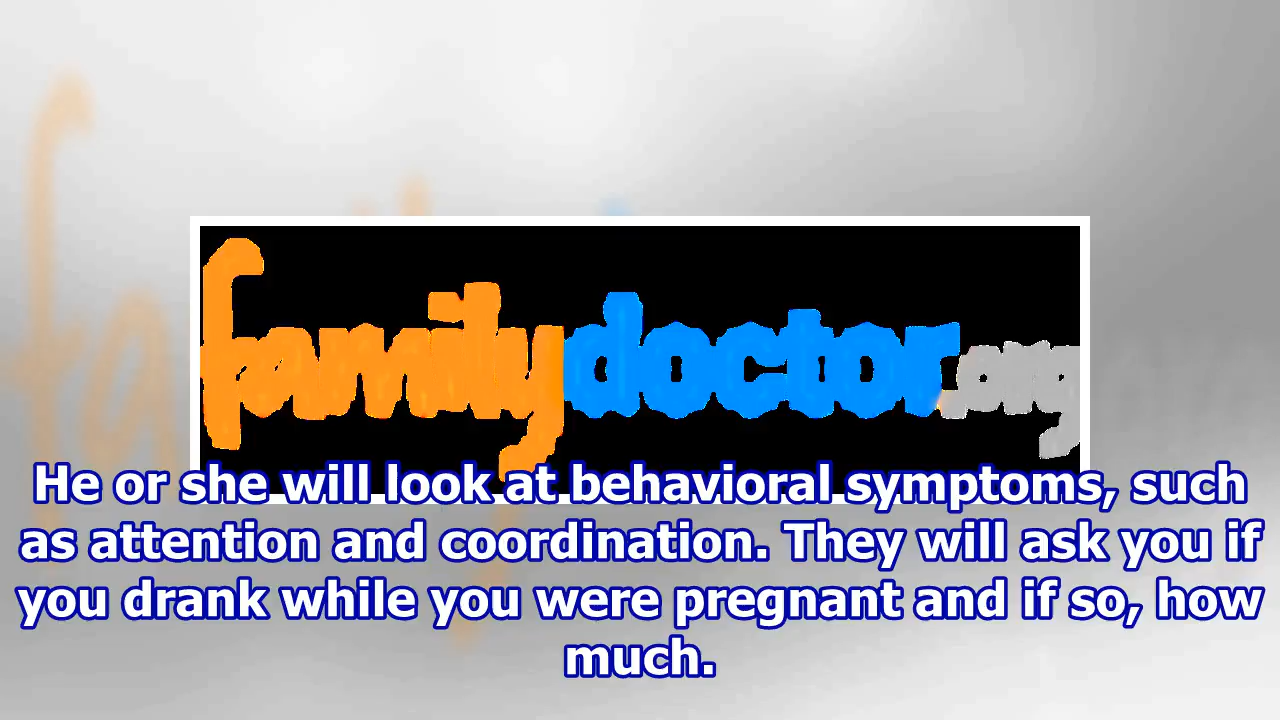 familydoctor.org
He or she will look at behavioral symptoms, such
as attention and coordination. They will ask you if
you drank while you were pregnant and if so, how
much.